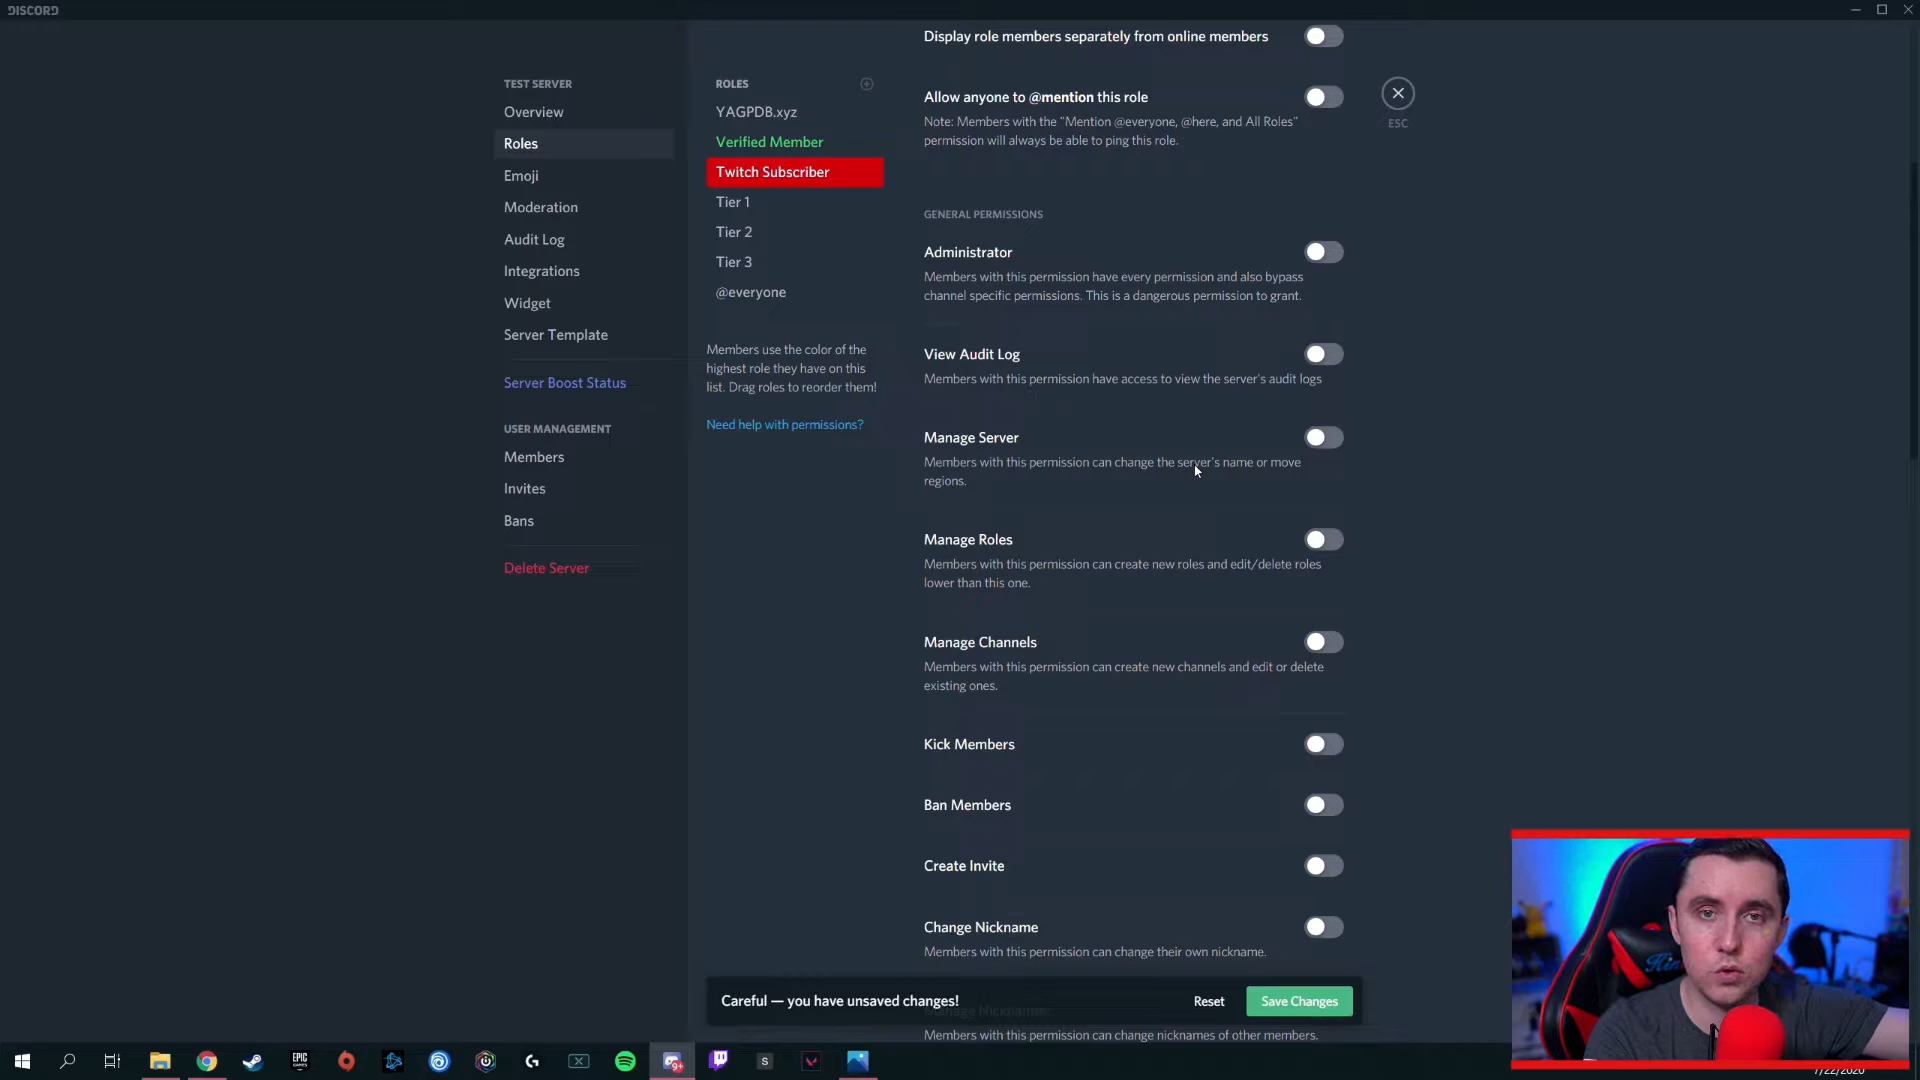 DISCORD
TEST SERVER
Overview
Roles
Emoji
Moderation
Audit Log
Integrations
Widget
Server Template
Server Boost Status
USER MANAGEMENT
Members
Invites
Bans
Delete Server
ROLES
YAGPDB.xyz
Verified Member
Twitch Subscriber
Tier 1
Tier 2
Tier 3
@everyone
Members use the color of the
highest role they have on this
list. Drag roles to reorder them!
Need help with permissions?
Display role members separately from online members
Allow anyone to @mention this role
Note: Members with the "Mention @everyone, @here, and All Roles"
permission will always be able to ping this role.
ESC
GENERAL PERMISSIONS
Administrator
Members with this permission have every permission and also bypass
channel specific permissions. This is a dangerous permission to grant.
View Audit Log
Members with this permission have access to view the server's audit logs
Manage Server
Members with this permission can change the server's name or move
regions.
Manage Roles
Members with this permission can create new roles and edit/delete roles
lower than this one.
Manage Channels
Members with this permission can create new channels and edit or delete
existing ones.
Kick Members
Ban Members
Create Invite
Change Nickname
Members with this permission can change their own nickname.
Careful — you have unsaved changes!
Reset
Save Changes
Members with this permission can change nicknames of other members.
EPIC
GAMES
9+
S
7/22/2020